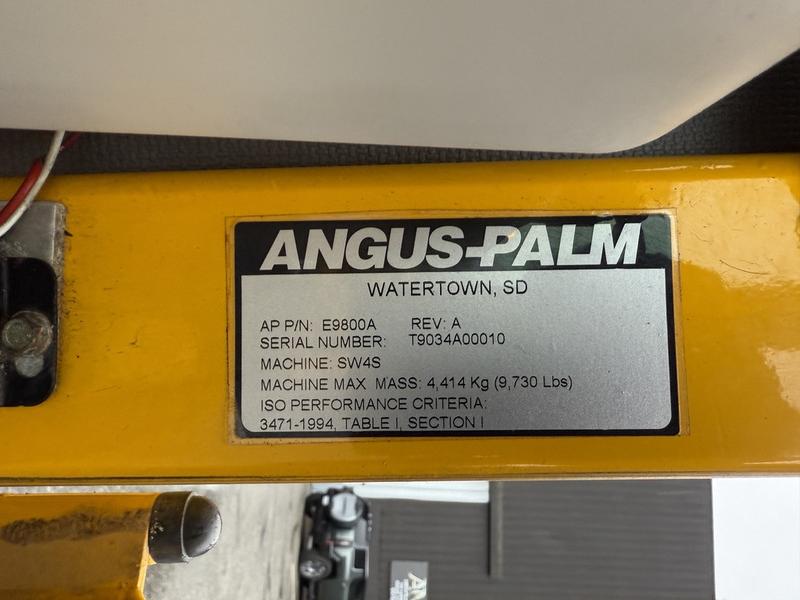 ANGUS-PALM
WATERTOWN, SD
AP P/N: E9800A REV: A
SERIAL NUMBER: T9034A00010
MACHINE: SW4S
MACHINE MAX MASS: 4,414 Kg (9,730 Lbs)
ISO PERFORMANCE CRITERIA:
3471-1994, TABLE I, SECTION I